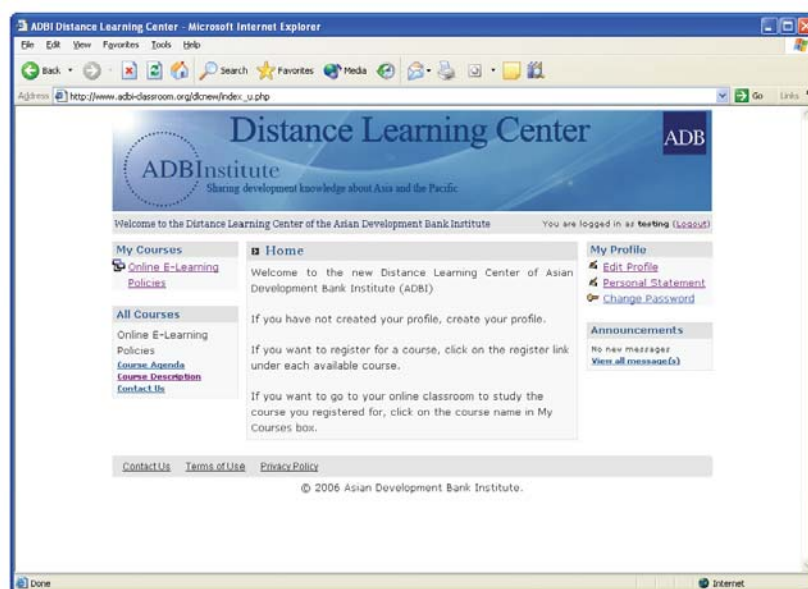 ADBI Distance Learning Center - Microsoft Internet Explorer
File Edit View Favorites Tools Help
Back Search Favorites Media
Address http://www.adbi-classroom.org/dlcnew/index_u.php Go Links
Distance Learning Center
ADB
ADBInstitute
Sharing development knowledge about Asia and the Pacific
Welcome to the Distance Learning Center of the Asian Development Bank Institute You are logged in as testing (Logout)
My Courses
Online E-Learning
Policies
All Courses
Online E-Learning
Policies
Course Agenda
Course Description
Contact Us
Home
Welcome to the new Distance Learning Center of Asian
Development Bank Institute (ADBI)
If you have not created your profile, create your profile.
If you want to register for a course, click on the register link
under each available course.
If you want to go to your online classroom to study the
course you registered for, click on the course name in My
Courses box.
My Profile
Edit Profile
Personal Statement
Change Password
Announcements
No new messages
View all message(s)
Contact Us Terms of Use Privacy Policy
© 2006 Asian Development Bank Institute.
Done Internet